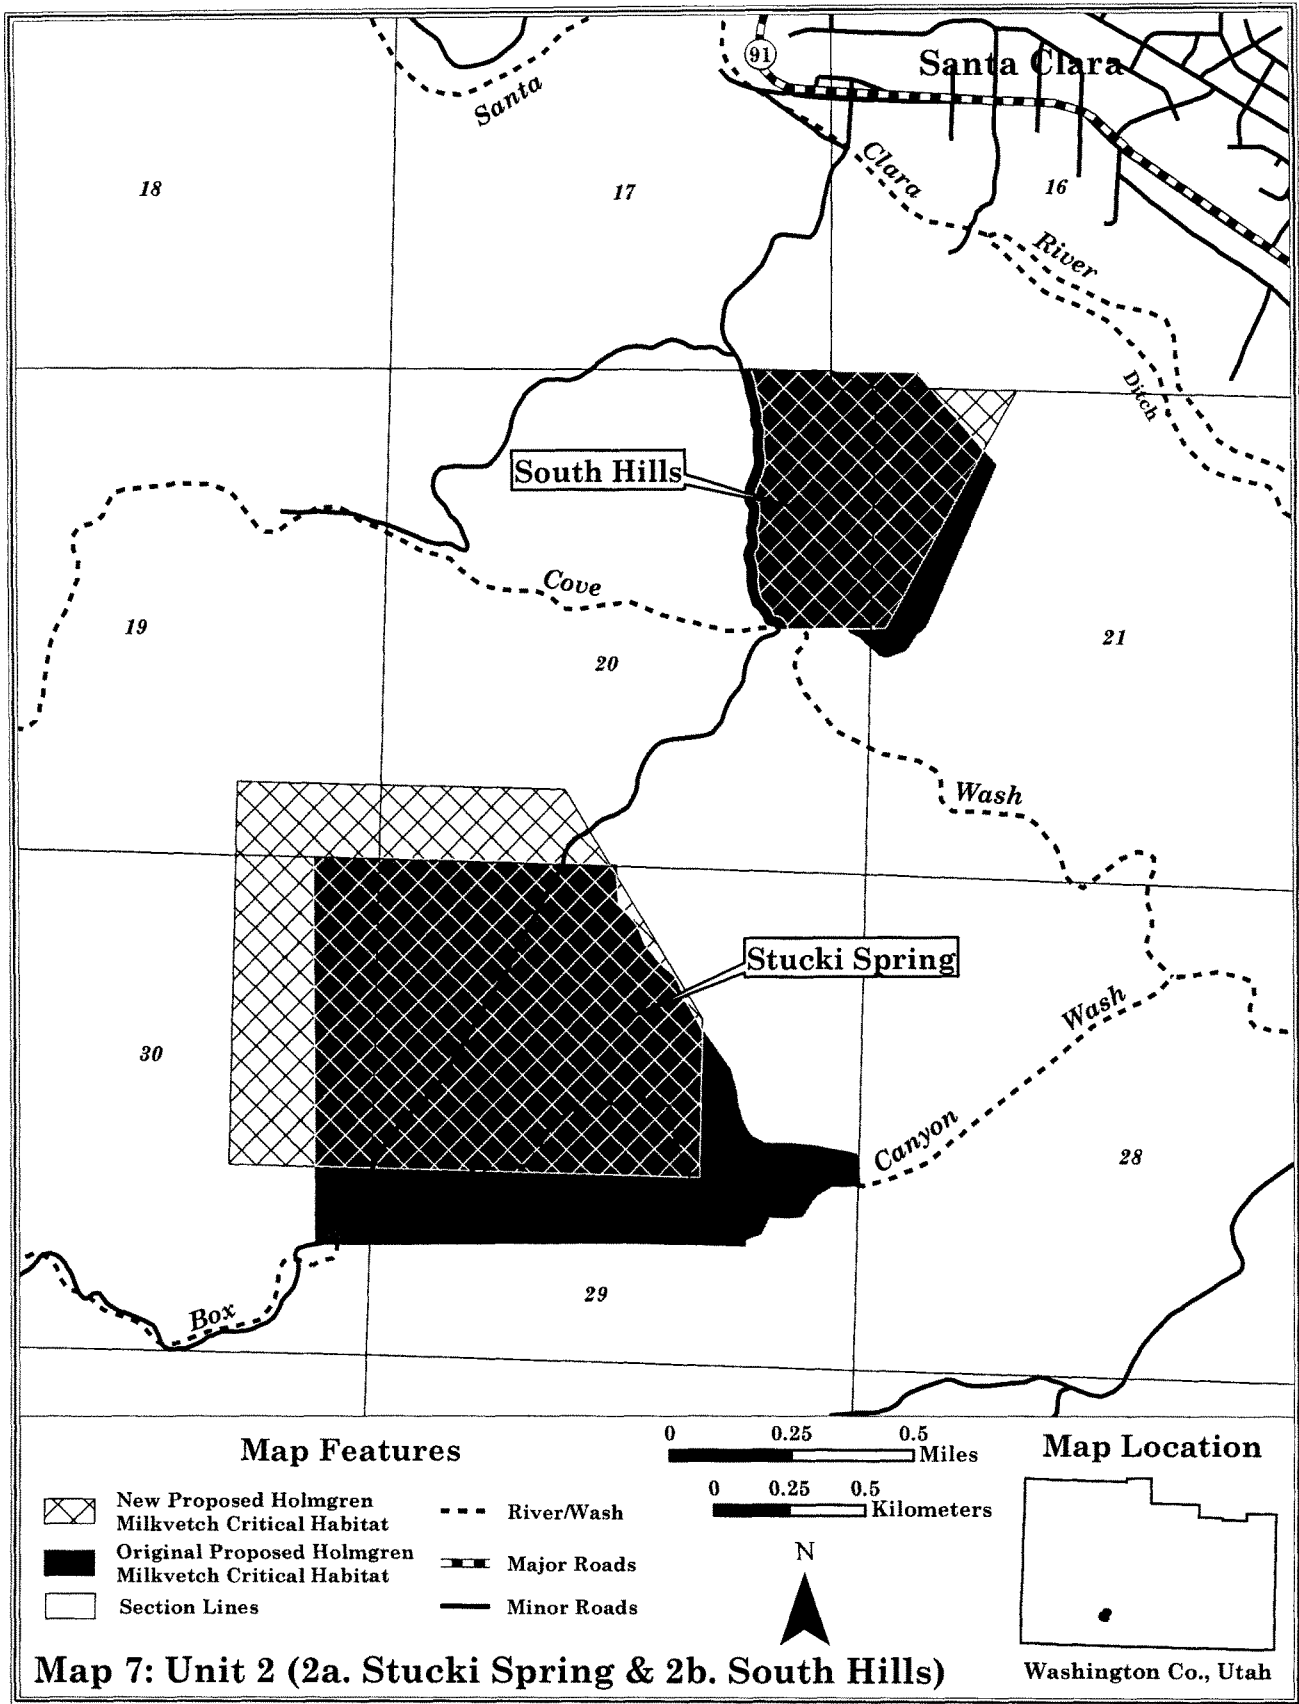 91
Santa Clara
Santa
18
17
Clara
16
River
Ditch
South Hills
Cove
19
20
21
Wash
Stucki Spring
Wash
30
Canyon
28
Box
29
Map Features
0 0.25 0.5
Miles
0 0.25 0.5
Kilometers
Map Location
New Proposed Holmgren
Milkvetch Critical Habitat
River/Wash
Original Proposed Holmgren
Milkvetch Critical Habitat
Major Roads
Section Lines
Minor Roads
N
Map 7: Unit 2 (2a. Stucki Spring & 2b. South Hills)
Washington Co., Utah